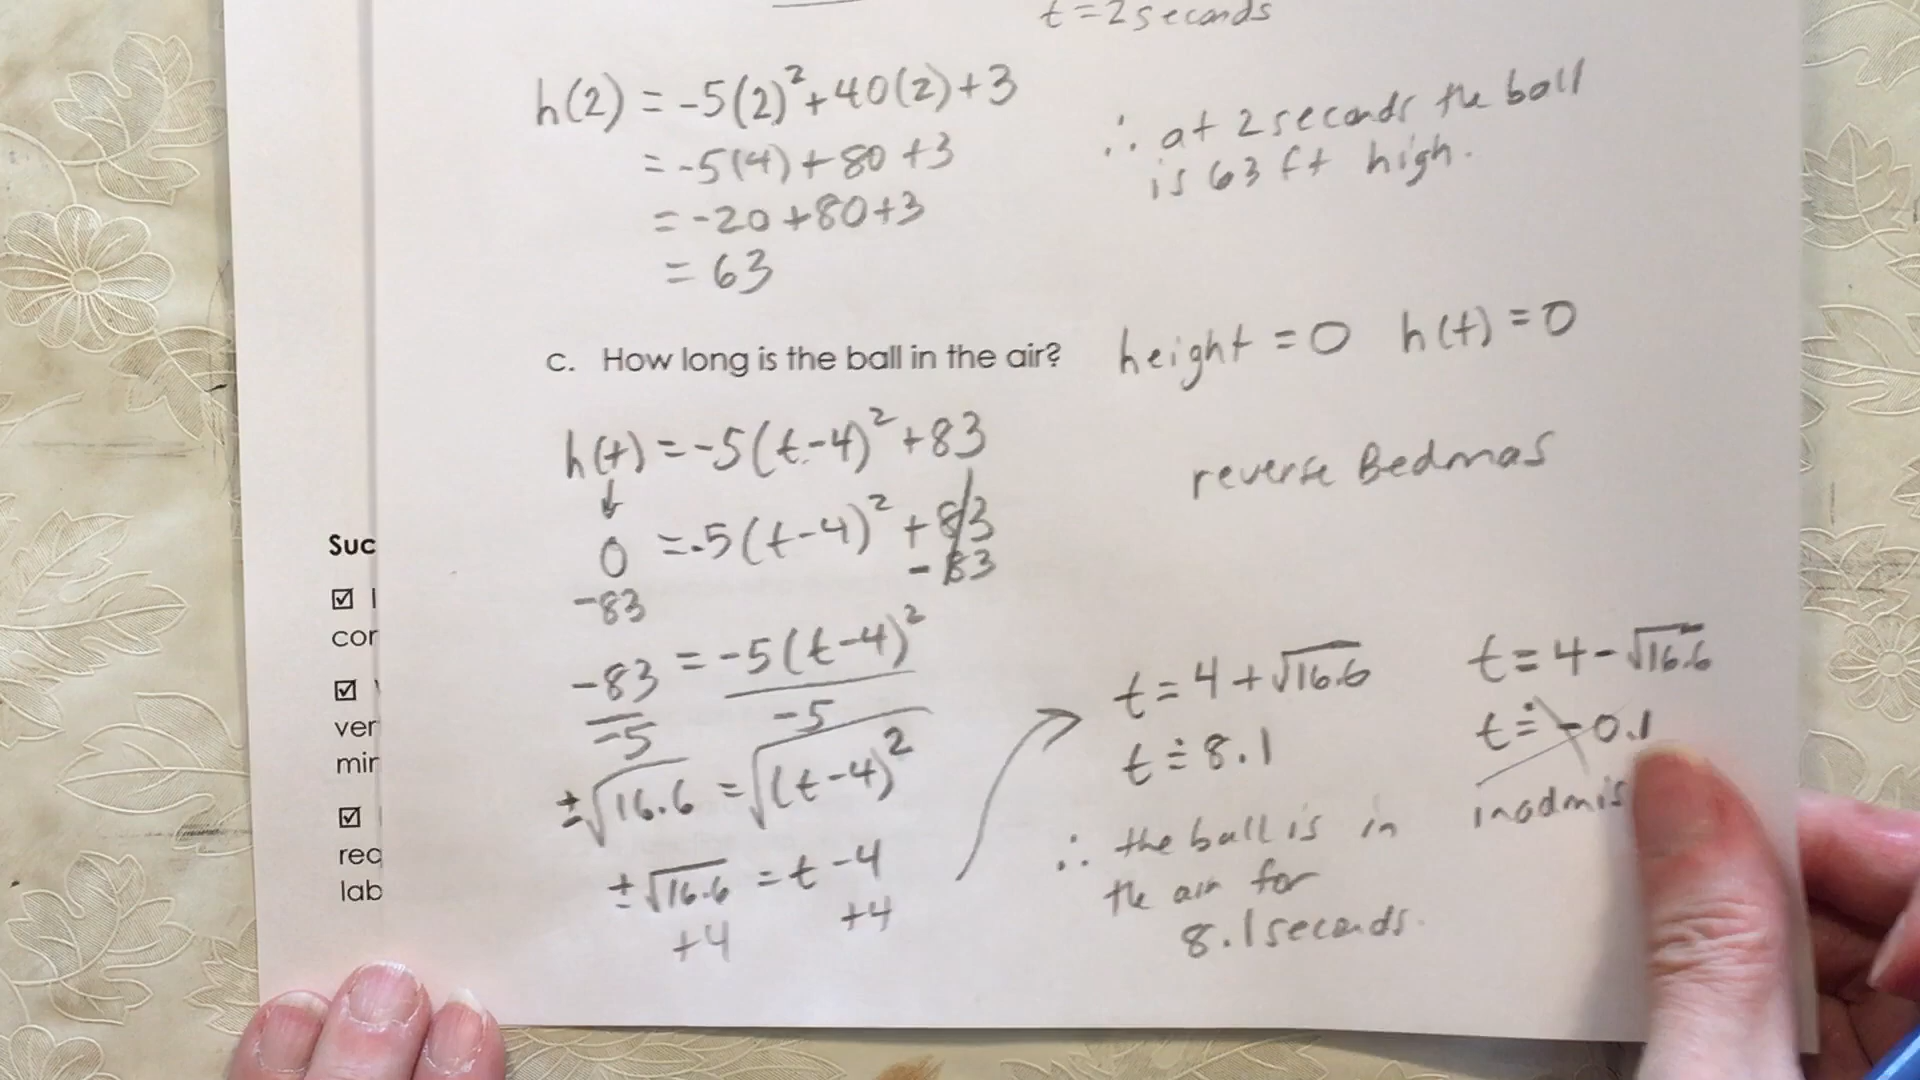 t = 2 seconds
h(2) = -5(2)² + 40(2) + 3
= -5(4) + 80 + 3
= -20 + 80 + 3
= 63
∴ at 2 seconds the ball
is 63 ft high.
c. How long is the ball in the air?
height = 0 h(t) = 0
h(t) = -5(t-4)² + 83
↓
0 = -5(t-4)² + 83
-83 -83
-83 = -5(t-4)²
-5 -5
±√16.6 = √(t-4)²
±√16.6 = t - 4
+4 +4
reverse Bedmas
t = 4 + √16.6
t ≐ 8.1
t = 4 - √16.6
t ≐ -0.1
∴ the ball is in
the air for
8.1 seconds.
Suc
cor
ver
mir
rec
lab